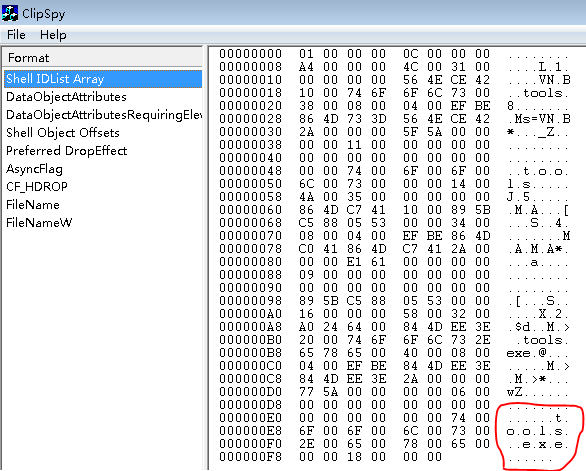 ClipSpy
File Help
Format
Shell IDList Array
DataObjectAttributes
DataObjectAttributesRequiringElev
Shell Object Offsets
Preferred DropEffect
AsyncFlag
CF_HDROP
FileName
FileNameW
00000000 01 00 00 00 0C 00 00 00 ........
00000008 A4 00 00 00 4C 00 31 00 ....L.1.
00000010 00 00 00 00 56 4E CE 42 ....VN.B
00000018 10 00 74 6F 6F 6C 73 00 ..tools.
00000020 38 00 08 00 04 00 EF BE 8.......
00000028 86 4D 73 3D 56 4E CE 42 .Ms=VN.B
00000030 2A 00 00 00 5F 5A 00 00 *..._Z..
00000038 00 00 11 00 00 00 00 00 ........
00000040 00 00 00 00 00 00 00 00 ........
00000048 00 00 74 00 6F 00 6F 00 ..t.o.o.
00000050 6C 00 73 00 00 00 14 00 l.s.....
00000058 4A 00 35 00 00 00 00 00 J.5.....
00000060 86 4D C7 41 10 00 89 5B .M.A...[
00000068 C5 88 05 53 00 00 34 00 ...S..4.
00000070 08 00 04 00 EF BE 86 4D .......M
00000078 C0 41 86 4D C7 41 2A 00 .A.M.A*.
00000080 00 00 E1 61 00 00 00 00 ...a....
00000088 09 00 00 00 00 00 00 00 ........
00000090 00 00 00 00 00 00 00 00 ........
00000098 89 5B C5 88 05 53 00 00 .[...S..
000000A0 16 00 00 00 58 00 32 00 ....X.2.
000000A8 A0 24 64 00 84 4D EE 3E .$d..M.>
000000B0 20 00 74 6F 6F 6C 73 2E .tools.
000000B8 65 78 65 00 40 00 08 00 exe.@...
000000C0 04 00 EF BE 84 4D EE 3E .....M.>
000000C8 84 4D EE 3E 2A 00 00 00 .M.>*...
000000D0 77 5A 00 00 00 00 06 00 wZ......
000000D8 00 00 00 00 00 00 00 00 ........
000000E0 00 00 00 00 00 00 74 00 ......t.
000000E8 6F 00 6F 00 6C 00 73 00 o.o.l.s.
000000F0 2E 00 65 00 78 00 65 00 ..e.x.e.
000000F8 00 00 18 00 00 00 ......